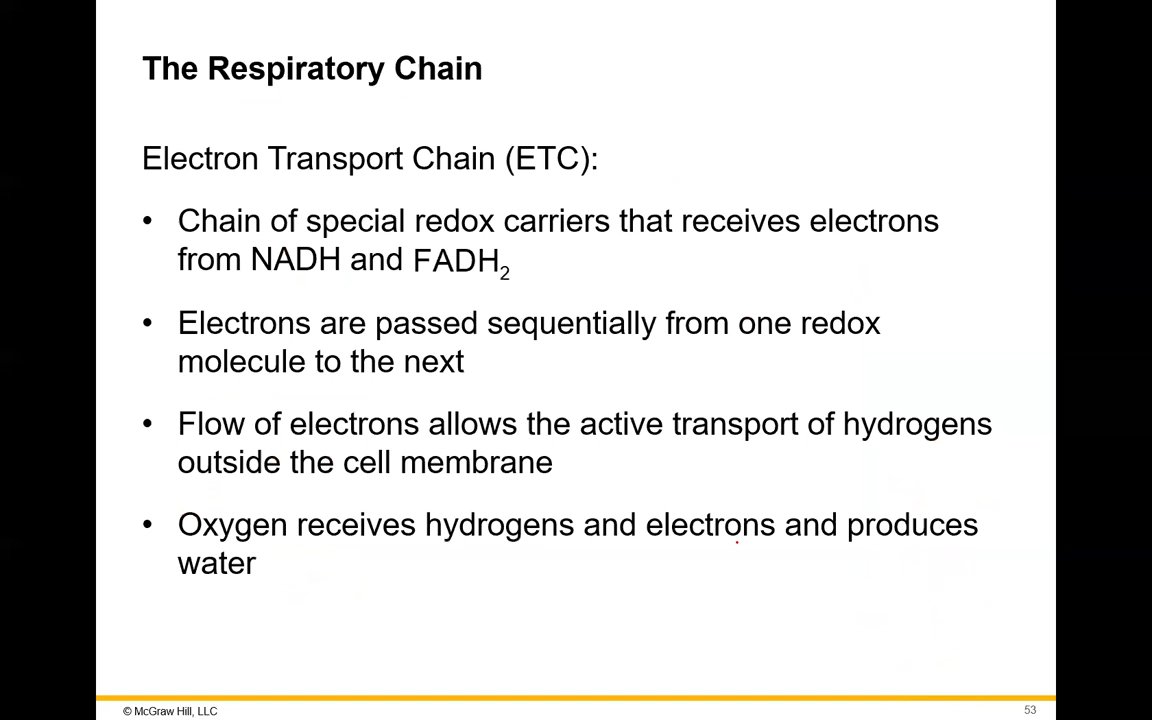 The Respiratory Chain
Electron Transport Chain (ETC):
• Chain of special redox carriers that receives electrons
from NADH and FADH₂
• Electrons are passed sequentially from one redox
molecule to the next
• Flow of electrons allows the active transport of hydrogens
outside the cell membrane
• Oxygen receives hydrogens and electrons and produces
water
© McGraw Hill, LLC
53